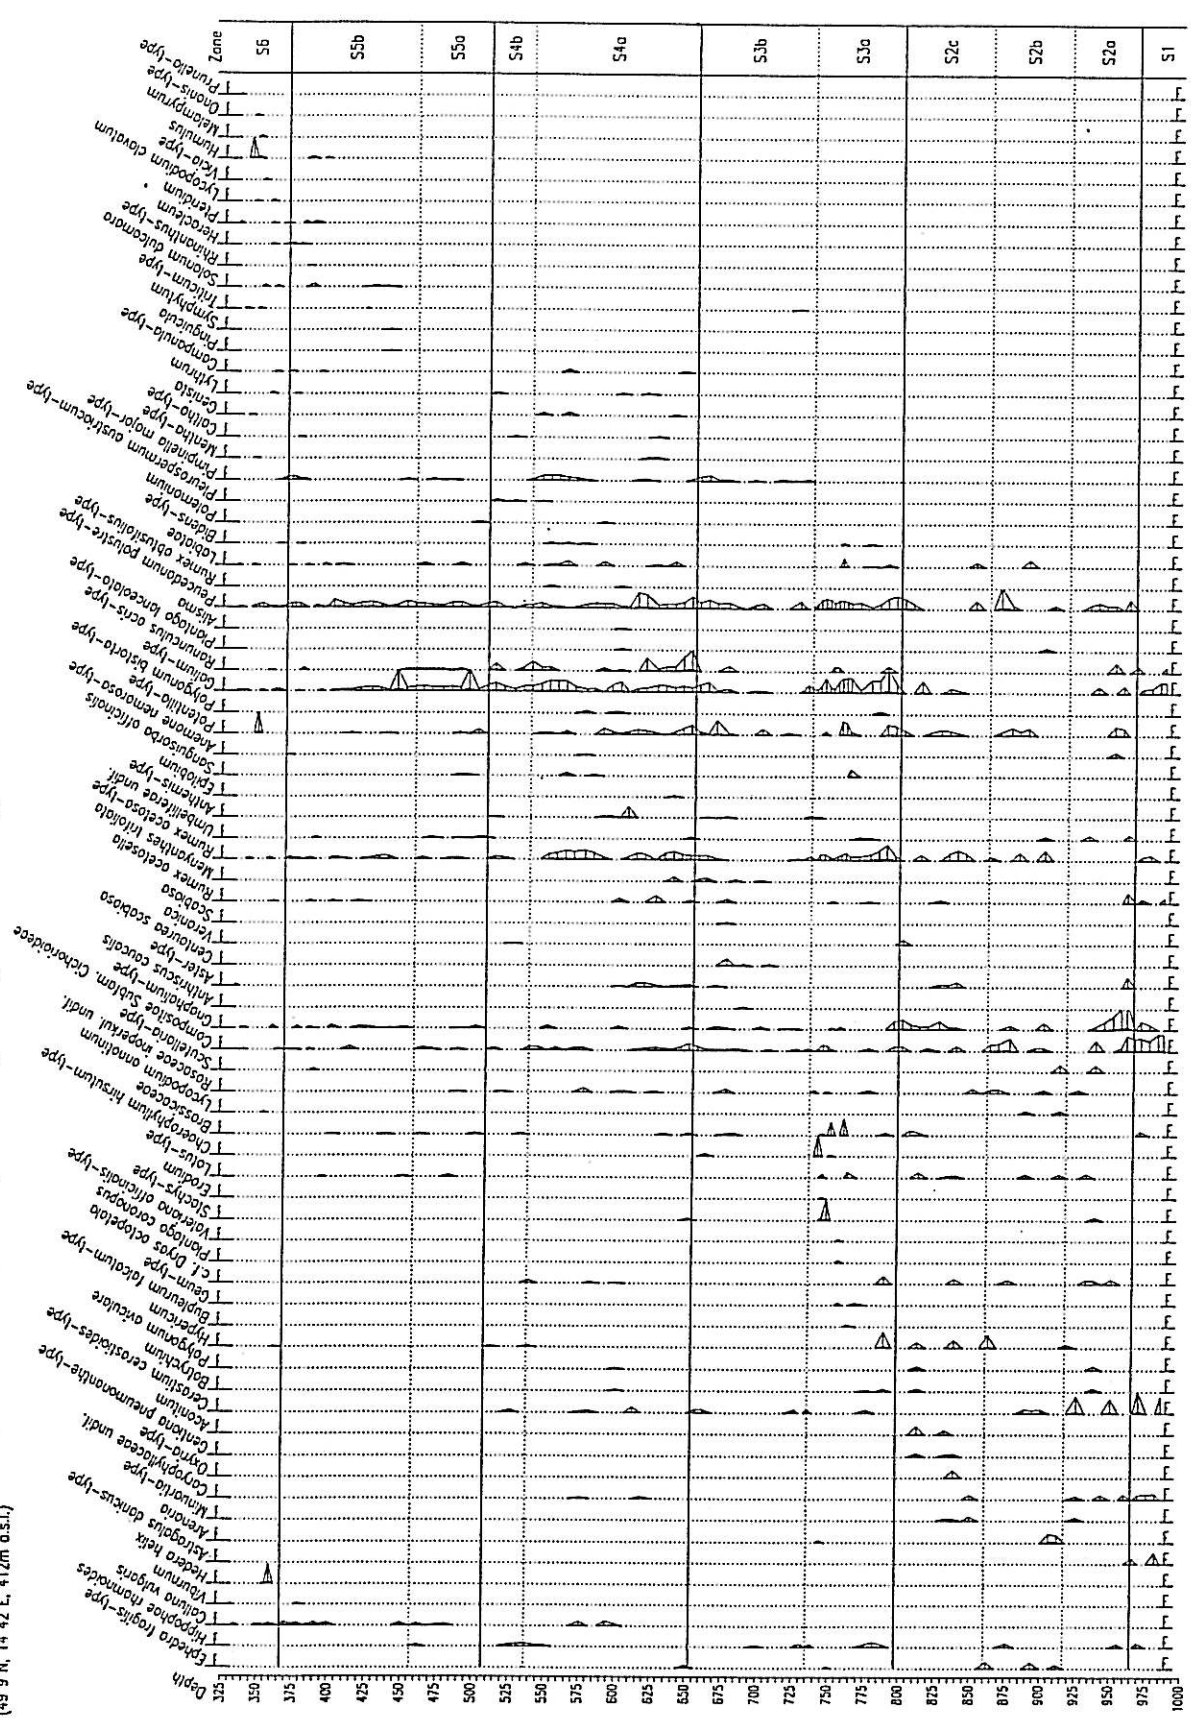 (49 9 N, 14 42 E, 412m a.s.l.)
Depth
Ephedra fragilis-type
Hippophae rhamnoides
Calluna vulgaris
Viburnum
Hedera helix
Astragalus danicus-type
Arenaria
Minuartia-type
Caryophyllaceae undif.
Oxyria-type
Gentiana pneumonanthe-type
Aconitum
Cerastium cerastioides-type
Botrychium
Polygonum aviculare
Hypericum
Bupleurum falcatum-type
Geum-type
c.f. Dryas octopetala
Plantago coronopus
Valeriana officinalis-type
Stachys-type
Erodium
Lotus-type
Chaerophyllum hirsutum-type
Brassicaceae
Lycopodium annotinum
Rosaceae inoperkul. undif.
Scutellaria-type
Compositae Subfam. Cichorioidece
Gnaphalium-type
Anthriscus caucalis
Aster-type
Centaurea scabiosa
Veronica
Scabiosa
Rumex acetosella
Menyanthes trifoliata
Rumex acetosa-type
Umbelliferae undif.
Anthemis-type
Epilobium
Sanguisorba officinalis
Anemone nemorosa-type
Potentilla-type
Polygonum bistorta-type
Galium-type
Ranunculus acris-type
Plantago lanceolata-type
Alisma
Peucedanum palustre-type
Rumex obtusifolius-type
Labiatae
Bidens-type
Polemonium
Pleurospermum austriacum-type
Pimpinella major-type
Mentha-type
Caltha-type
Genista
Lythrum
Campanula-type
Pinguicula
Symphytum
Triticum-type
Solanum dulcamara
Rhinanthus-type
Heracleum
Pteridium
Lycopodium clavatum
Vicia-type
Humulus
Melampyrum
Ononis-type
Prunella-type
Zone
S6
S5b
S5a
S4b
S4a
S3b
S3a
S2c
S2b
S2a
S1
325
350
375
400
425
450
475
500
525
550
575
600
625
650
675
700
725
750
775
800
825
850
875
900
925
950
975
1000